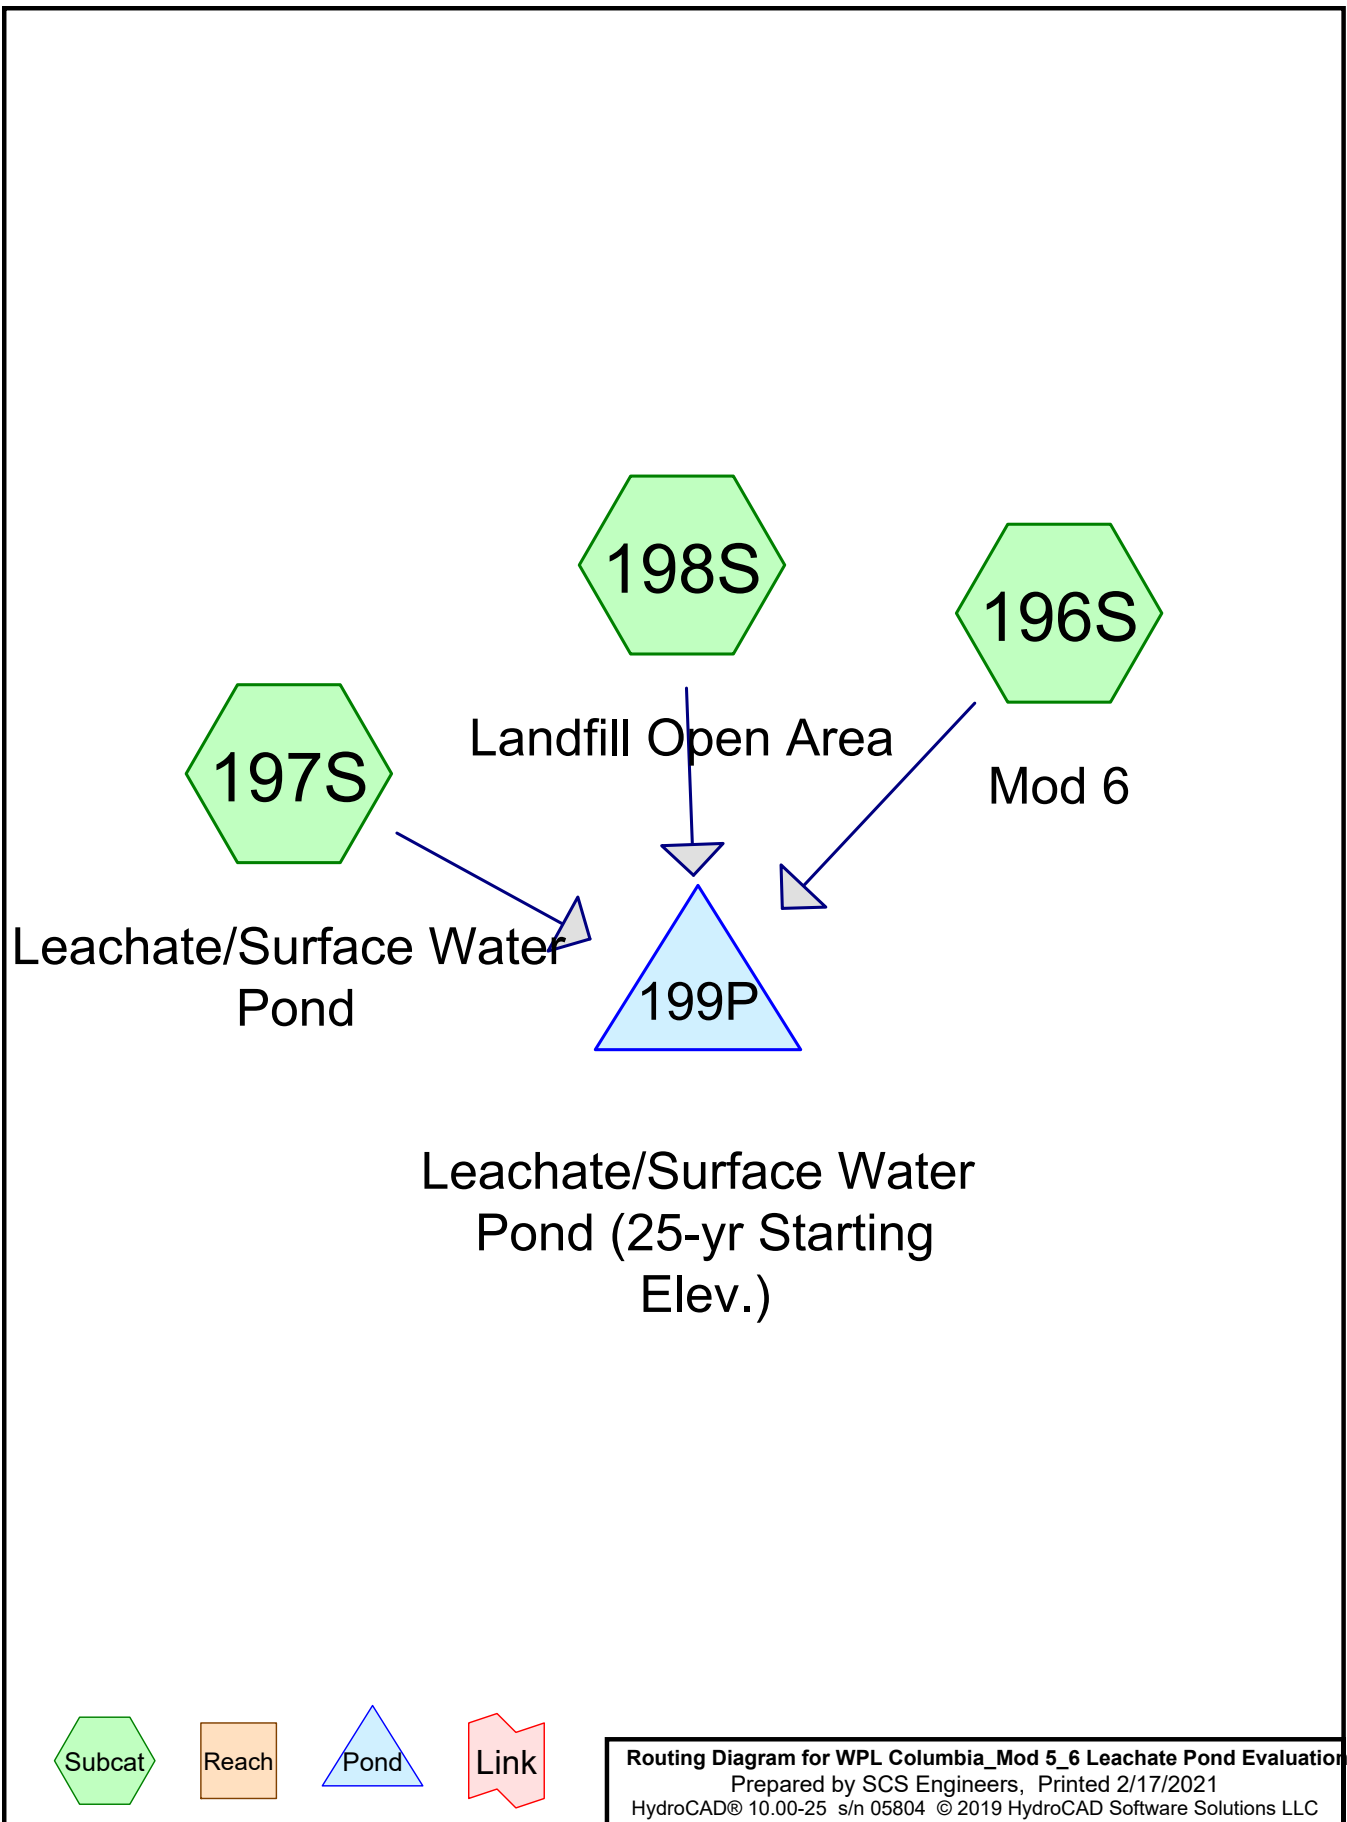 198S
Landfill Open Area
196S
Mod 6
197S
Leachate/Surface Water
Pond
199P
Leachate/Surface Water
Pond (25-yr Starting
Elev.)
Subcat
Reach
Pond
Link
Routing Diagram for WPL Columbia_Mod 5_6 Leachate Pond Evaluation
Prepared by SCS Engineers, Printed 2/17/2021
HydroCAD® 10.00-25 s/n 05804 © 2019 HydroCAD Software Solutions LLC